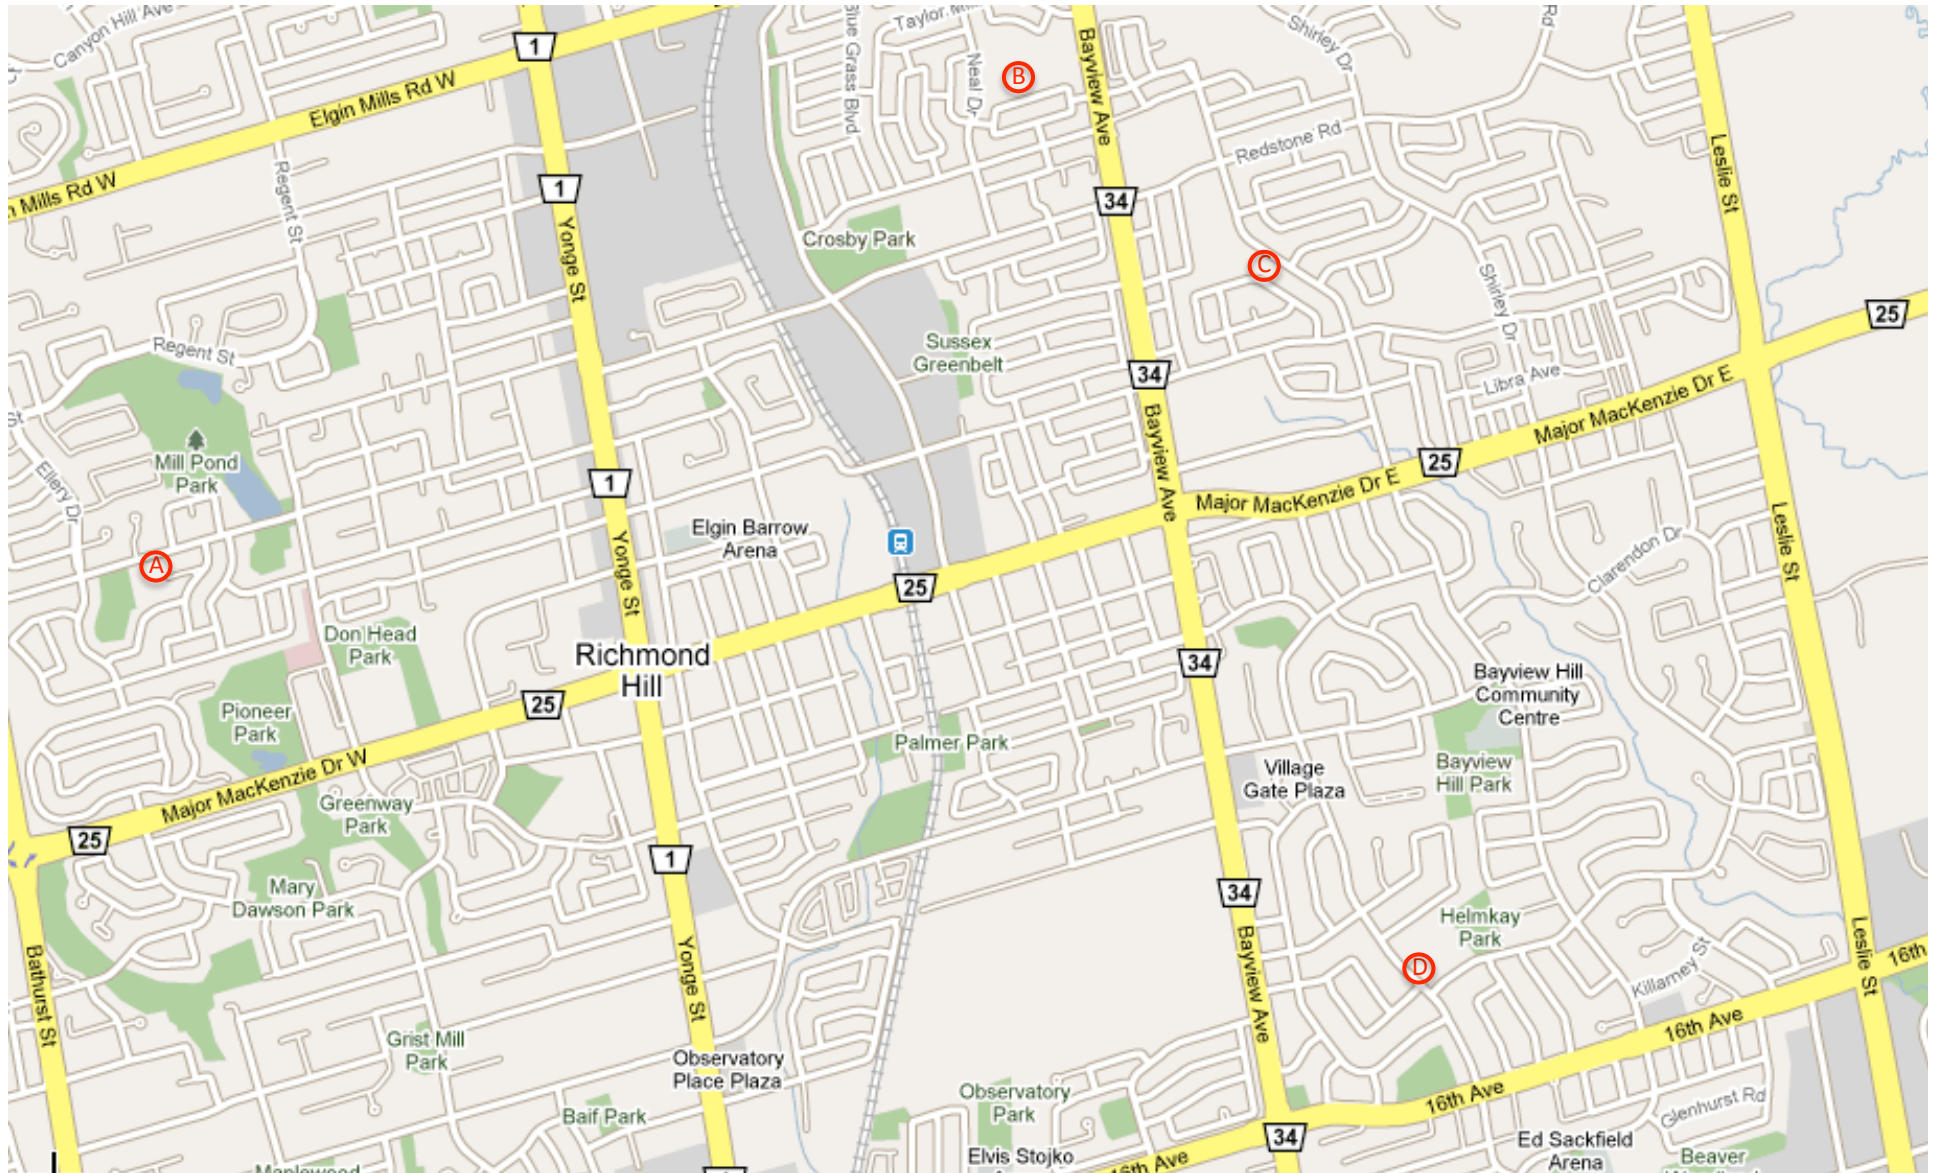 Canyon Hill Ave
Elgin Mills Rd W
n Mills Rd W
1
1
Yonge St
Regent St
Regent St
Blue Grass Blvd
Taylor Mi
Neal Dr
B
Bayview Ave
Shirley Dr
Rd
Redstone Rd
Leslie St
34
Crosby Park
C
Shirley Dr
25
Sussex
Greenbelt
34
Libra Ave
Major MacKenzie Dr E
St
Ellery Dr
Mill Pond
Park
1
Bayview Ave
25
Major MacKenzie Dr E
Elgin Barrow
Arena
Yonge St
Leslie St
Clarendon Dr
A
25
Don Head
Park
Richmond
Hill
34
Bayview Hill
Community
Centre
25
Pioneer
Park
Palmer Park
Major MacKenzie Dr W
Village
Gate Plaza
Bayview
Hill Park
Greenway
Park
25
1
Mary
Dawson Park
34
Helmkay
Park
Bathurst St
Yonge St
Bayview Ave
D
Killarney St
Leslie St
16th
16th Ave
Grist Mill
Park
Observatory
Place Plaza
Observatory
Park
16th Ave
Glenhurst Rd
Baif Park
34
Ed Sackfield
Arena
Elvis Stojko
16th Ave
Beaver
Maplewood